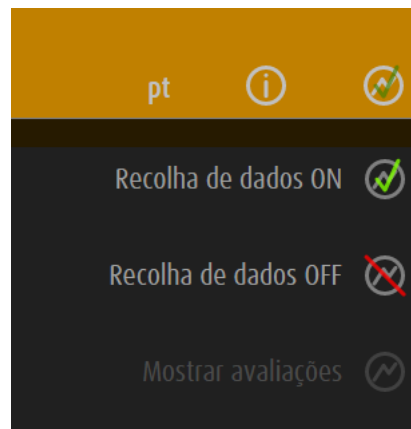 pt
Recolha de dados ON
Recolha de dados OFF
Mostrar avaliações